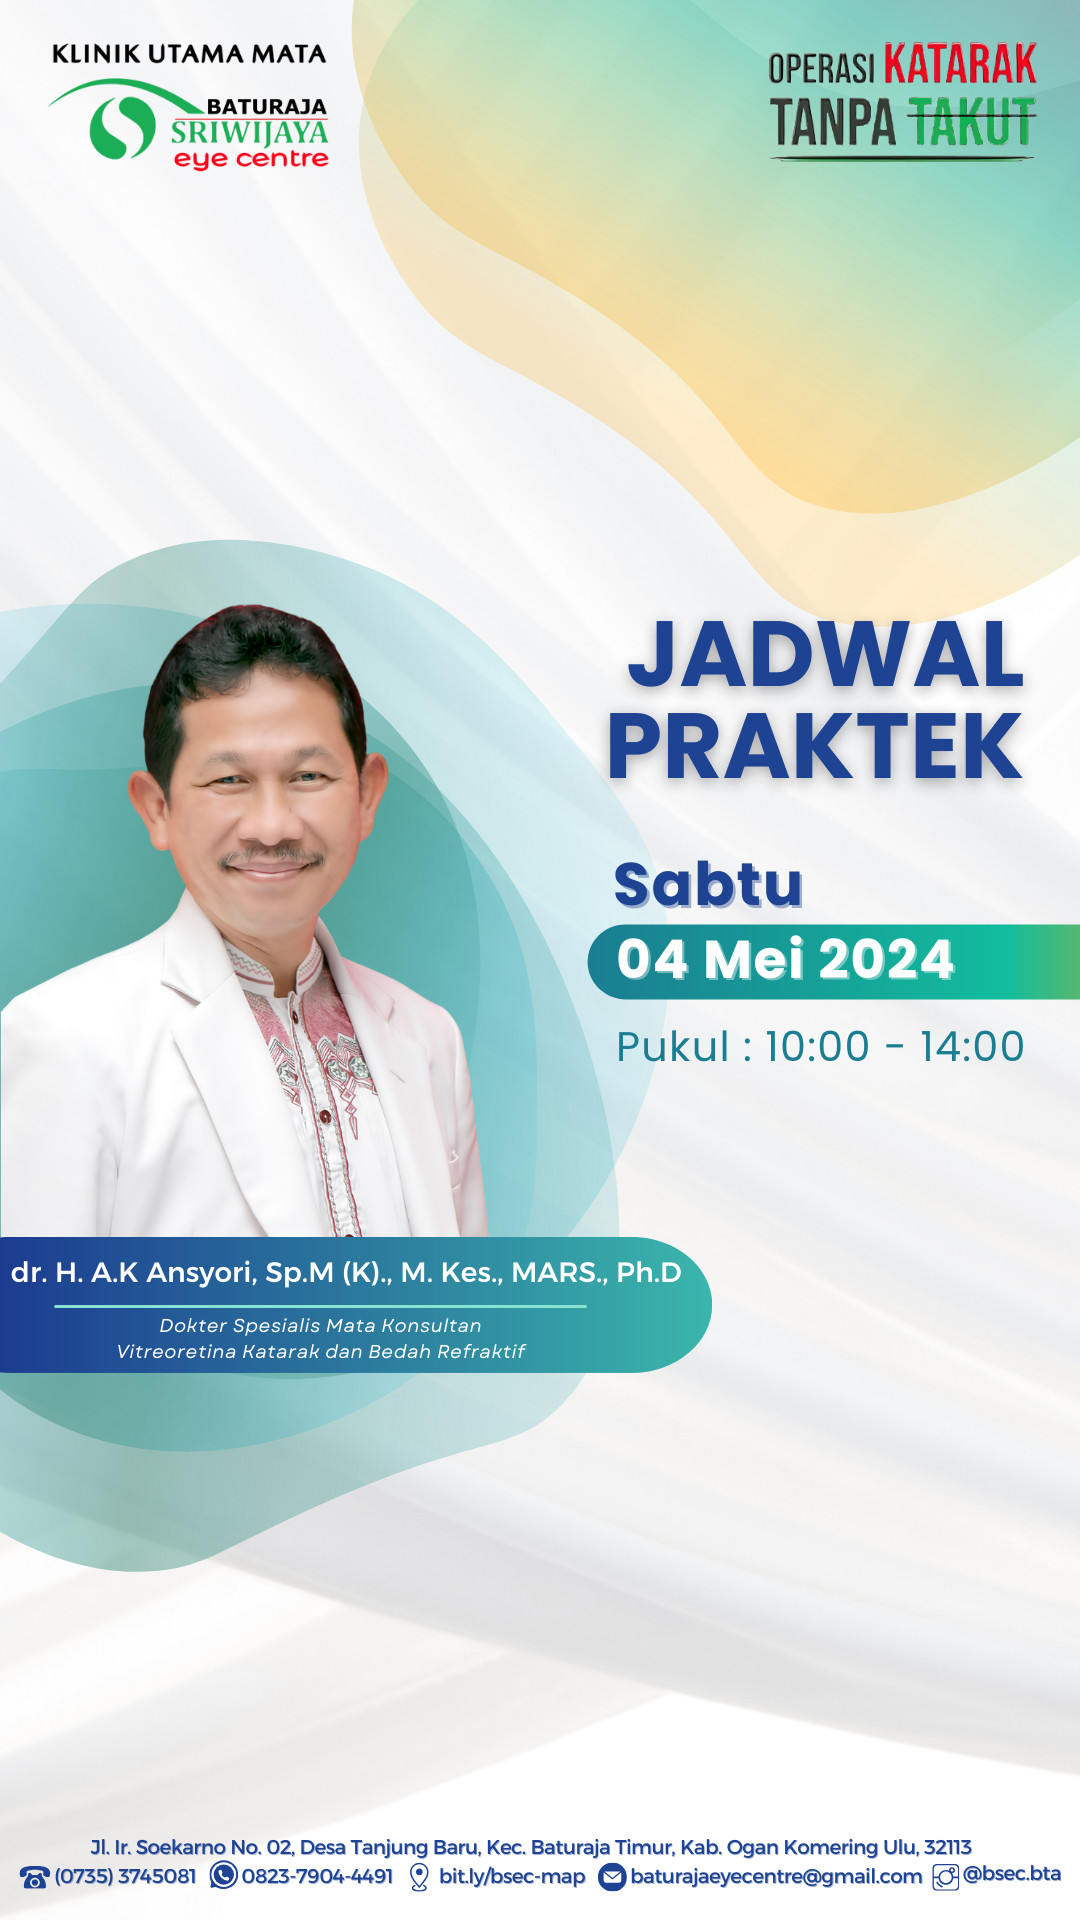 KLINIK UTAMA MATA
BATURAJA
SRIWIJAYA
eye centre
OPERASI KATARAK
TANPA TAKUT
JADWAL
PRAKTEK
Sabtu
04 Mei 2024
Pukul : 10:00 - 14:00
dr. H. A.K Ansyori, Sp.M (K)., M. Kes., MARS., Ph.D
Dokter Spesialis Mata Konsultan
Vitreoretina Katarak dan Bedah Refraktif
Jl. Ir. Soekarno No. 02, Desa Tanjung Baru, Kec. Baturaja Timur, Kab. Ogan Komering Ulu, 32113
(0735) 3745081 0823-7904-4491 bit.ly/bsec-map baturajaeyecentre@gmail.com @bsec.bta